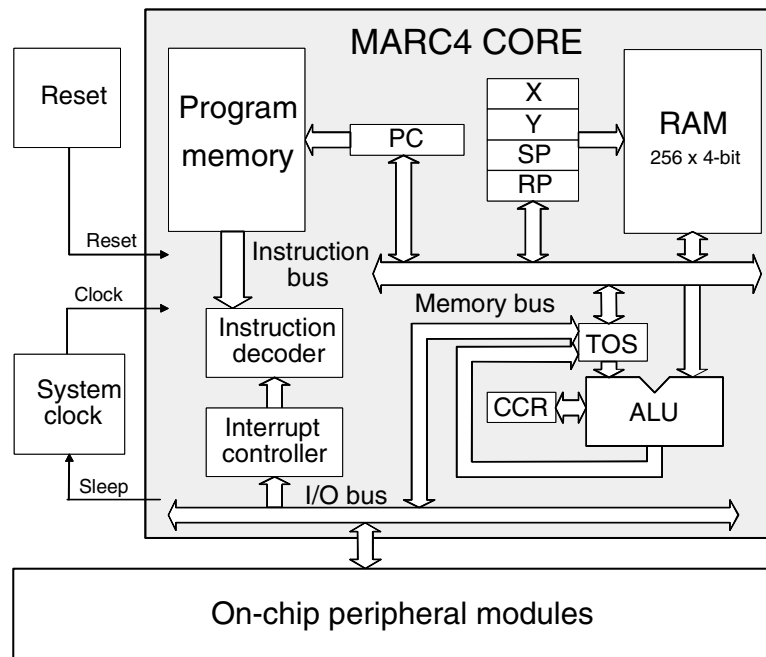 MARC4 CORE
Reset
Program
memory
PC
X
Y
SP
RP
RAM
256 x 4-bit
Reset
Instruction
bus
Clock
Memory bus
Instruction
decoder
TOS
System
clock
CCR
ALU
Interrupt
controller
Sleep
I/O bus
On-chip peripheral modules